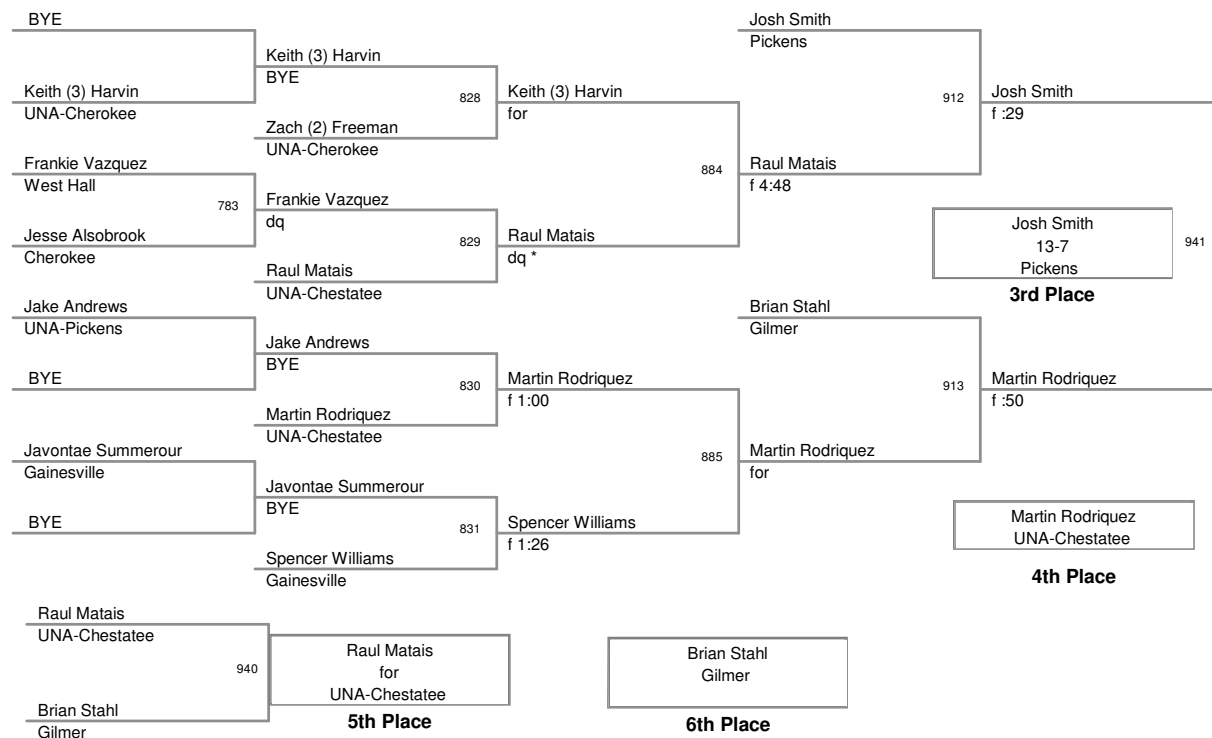 BYE
Keith (3) Harvin
UNA-Cherokee
Frankie Vazquez
West Hall
783
Jesse Alsobrook
Cherokee
Jake Andrews
UNA-Pickens
BYE
Javontae Summerour
Gainesville
BYE
Keith (3) Harvin
BYE
828
Zach (2) Freeman
UNA-Cherokee
Frankie Vazquez
dq
829
Raul Matais
UNA-Chestatee
Jake Andrews
BYE
830
Martin Rodriquez
UNA-Chestatee
Javontae Summerour
BYE
831
Spencer Williams
Gainesville
Keith (3) Harvin
for
884
Raul Matais
dq *
Martin Rodriquez
f 1:00
885
Spencer Williams
f 1:26
Josh Smith
Pickens
912
Raul Matais
f 4:48
Brian Stahl
Gilmer
913
Martin Rodriquez
for
Josh Smith
f :29
Josh Smith
13-7
Pickens
941
3rd Place
Martin Rodriquez
f :50
Martin Rodriquez
UNA-Chestatee
4th Place
Raul Matais
UNA-Chestatee
940
Brian Stahl
Gilmer
Raul Matais
for
UNA-Chestatee
5th Place
Brian Stahl
Gilmer
6th Place